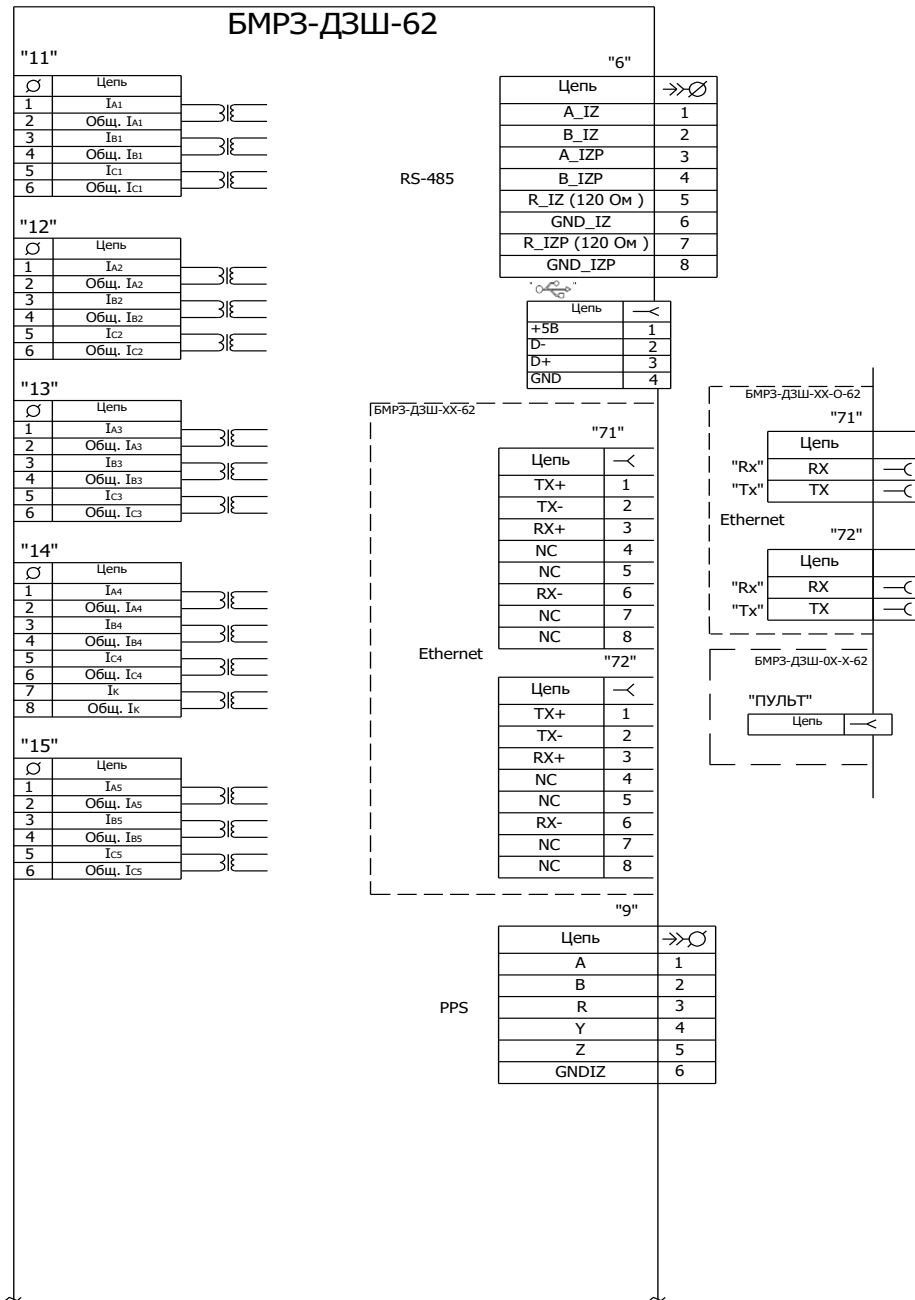 БМРЗ-ДЗШ-62
"11"
Цепь
1 IA1
2 Общ. IA1
3 IB1
4 Общ. IB1
5 IC1
6 Общ. IC1
"12"
Цепь
1 IA2
2 Общ. IA2
3 IB2
4 Общ. IB2
5 IC2
6 Общ. IC2
"13"
Цепь
1 IA3
2 Общ. IA3
3 IB3
4 Общ. IB3
5 IC3
6 Общ. IC3
"14"
Цепь
1 IA4
2 Общ. IA4
3 IB4
4 Общ. IB4
5 IC4
6 Общ. IC4
7 IK
8 Общ. IK
"15"
Цепь
1 IA5
2 Общ. IA5
3 IB5
4 Общ. IB5
5 IC5
6 Общ. IC5
"6"
RS-485
Цепь
A_IZ 1
B_IZ 2
A_IZP 3
B_IZP 4
R_IZ (120 Ом ) 5
GND_IZ 6
R_IZP (120 Ом ) 7
GND_IZP 8
" "
Цепь
+5В 1
D- 2
D+ 3
GND 4
БМРЗ-ДЗШ-ХХ-62
Ethernet
"71"
Цепь
TX+ 1
TX- 2
RX+ 3
NC 4
NC 5
RX- 6
NC 7
NC 8
"72"
Цепь
TX+ 1
TX- 2
RX+ 3
NC 4
NC 5
RX- 6
NC 7
NC 8
"9"
PPS
Цепь
A 1
B 2
R 3
Y 4
Z 5
GNDIZ 6
БМРЗ-ДЗШ-ХХ-О-62
"71"
Цепь
"Rx" RX
"Tx" TX
Ethernet
"72"
Цепь
"Rx" RX
"Tx" TX
БМРЗ-ДЗШ-0Х-Х-62
"ПУЛЬТ"
Цепь